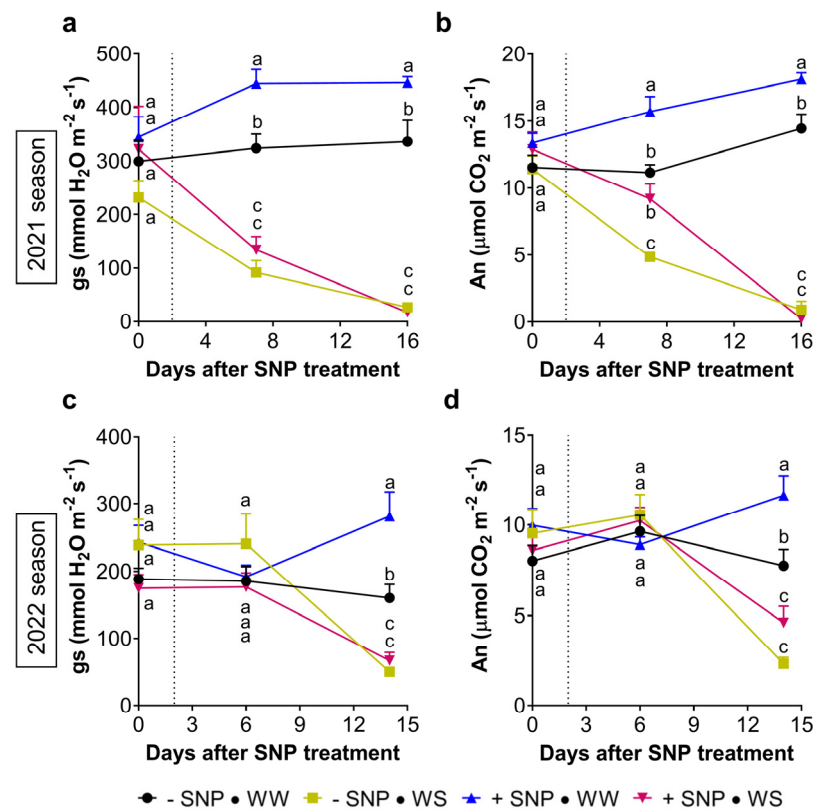 a
b
500
400
300
200
100
0
gs (mmol H₂O m⁻² s⁻¹)
a
a
a
a
a
b
c
c
a
b
c
c
0 4 8 12 16
Days after SNP treatment
20
15
10
5
0
An (μmol CO₂ m⁻² s⁻¹)
a
a
a
a
a
b
b
c
a
b
c
c
0 4 8 12 16
Days after SNP treatment
2021 season
c
d
400
300
200
100
0
gs (mmol H₂O m⁻² s⁻¹)
a
a
a
a
a
a
a
a
a
b
c
c
0 3 6 9 12 15
Days after SNP treatment
15
10
5
0
An (μmol CO₂ m⁻² s⁻¹)
a
a
a
a
a
a
a
a
a
b
c
c
0 3 6 9 12 15
Days after SNP treatment
2022 season
- SNP • WW - SNP • WS + SNP • WW + SNP • WS